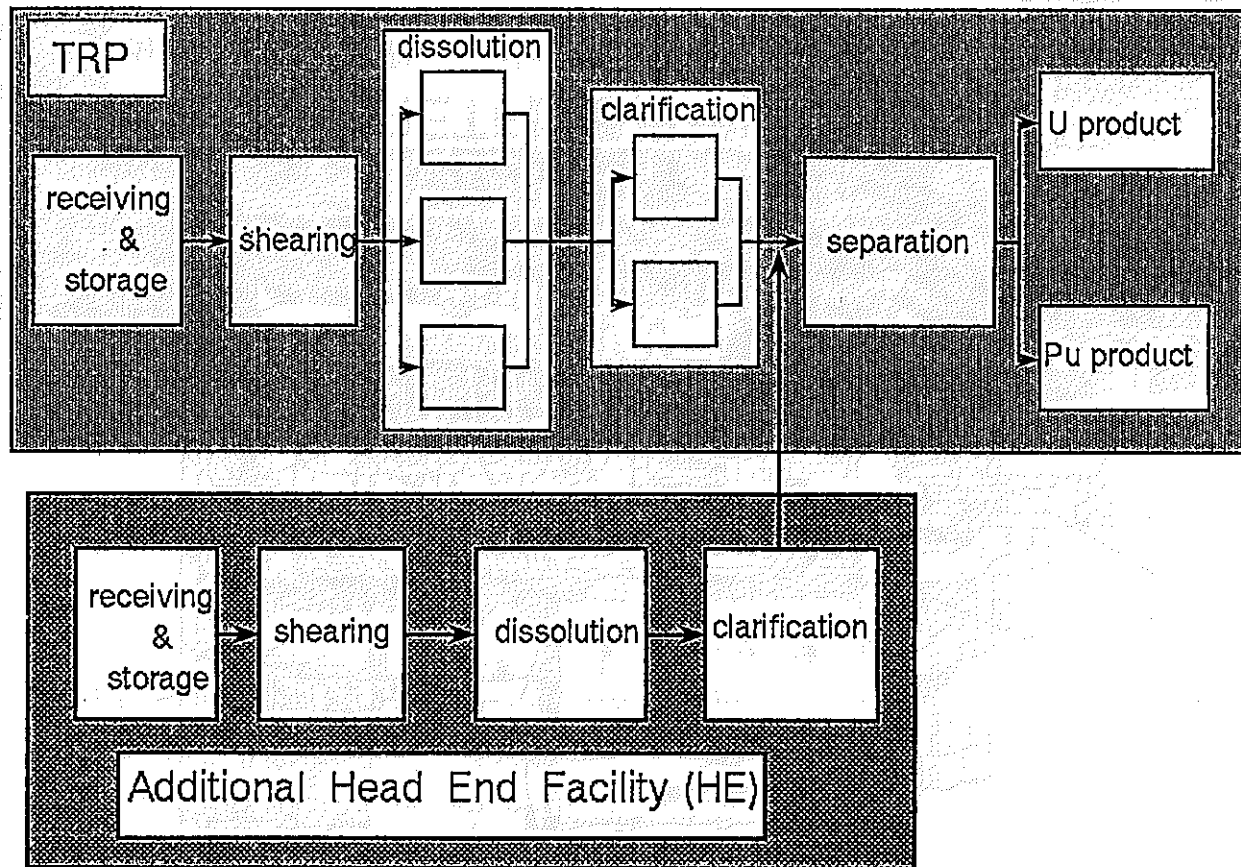 TRP
dissolution
clarification
receiving
&
storage
shearing
separation
U product
Pu product
receiving
&
storage
shearing
dissolution
clarification
Additional Head End Facility (HE)